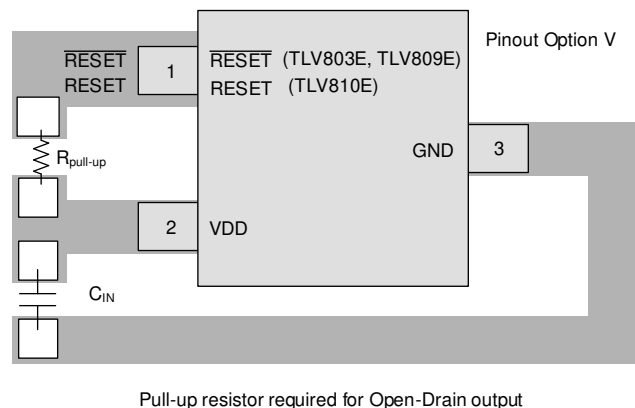 Pinout Option V
RESET
RESET
1
RESET (TLV803E, TLV809E)
RESET (TLV810E)
Rpull-up
GND
3
2
VDD
CIN
Pull-up resistor required for Open-Drain output